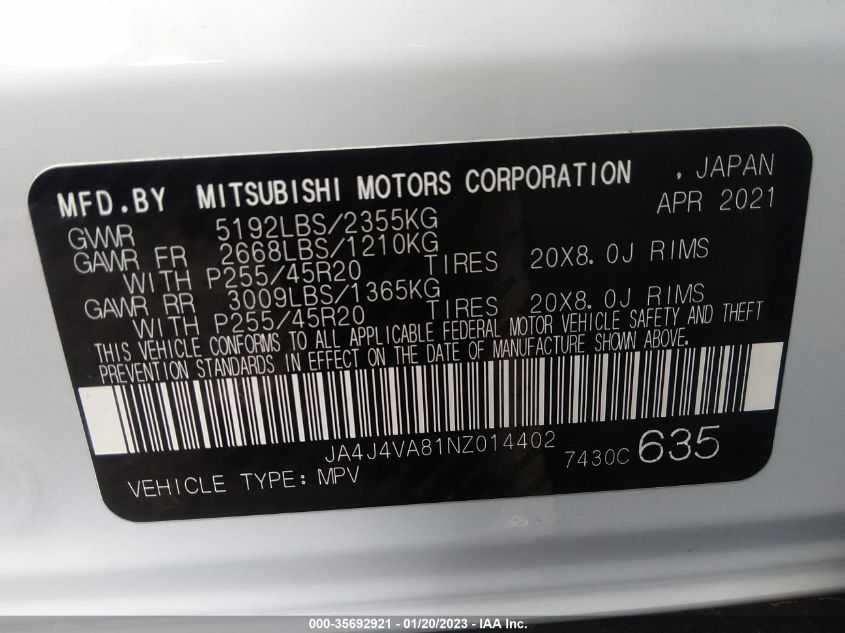 MFD.BY MITSUBISHI MOTORS CORPORATION , JAPAN
APR 2021
GVWR 5192LBS/2355KG
GAWR FR 2668LBS/1210KG
WITH P255/45R20 TIRES 20X8.0J RIMS
GAWR RR 3009LBS/1365KG
WITH P255/45R20 TIRES 20X8.0J RIMS
THIS VEHICLE CONFORMS TO ALL APPLICABLE FEDERAL MOTOR VEHICLE SAFETY AND THEFT
PREVENTION STANDARDS IN EFFECT ON THE DATE OF MANUFACTURE SHOWN ABOVE.
JA4J4VA81NZ014402
7430C 635
VEHICLE TYPE: MPV
000-35692921 - 01/20/2023 - IAA Inc.